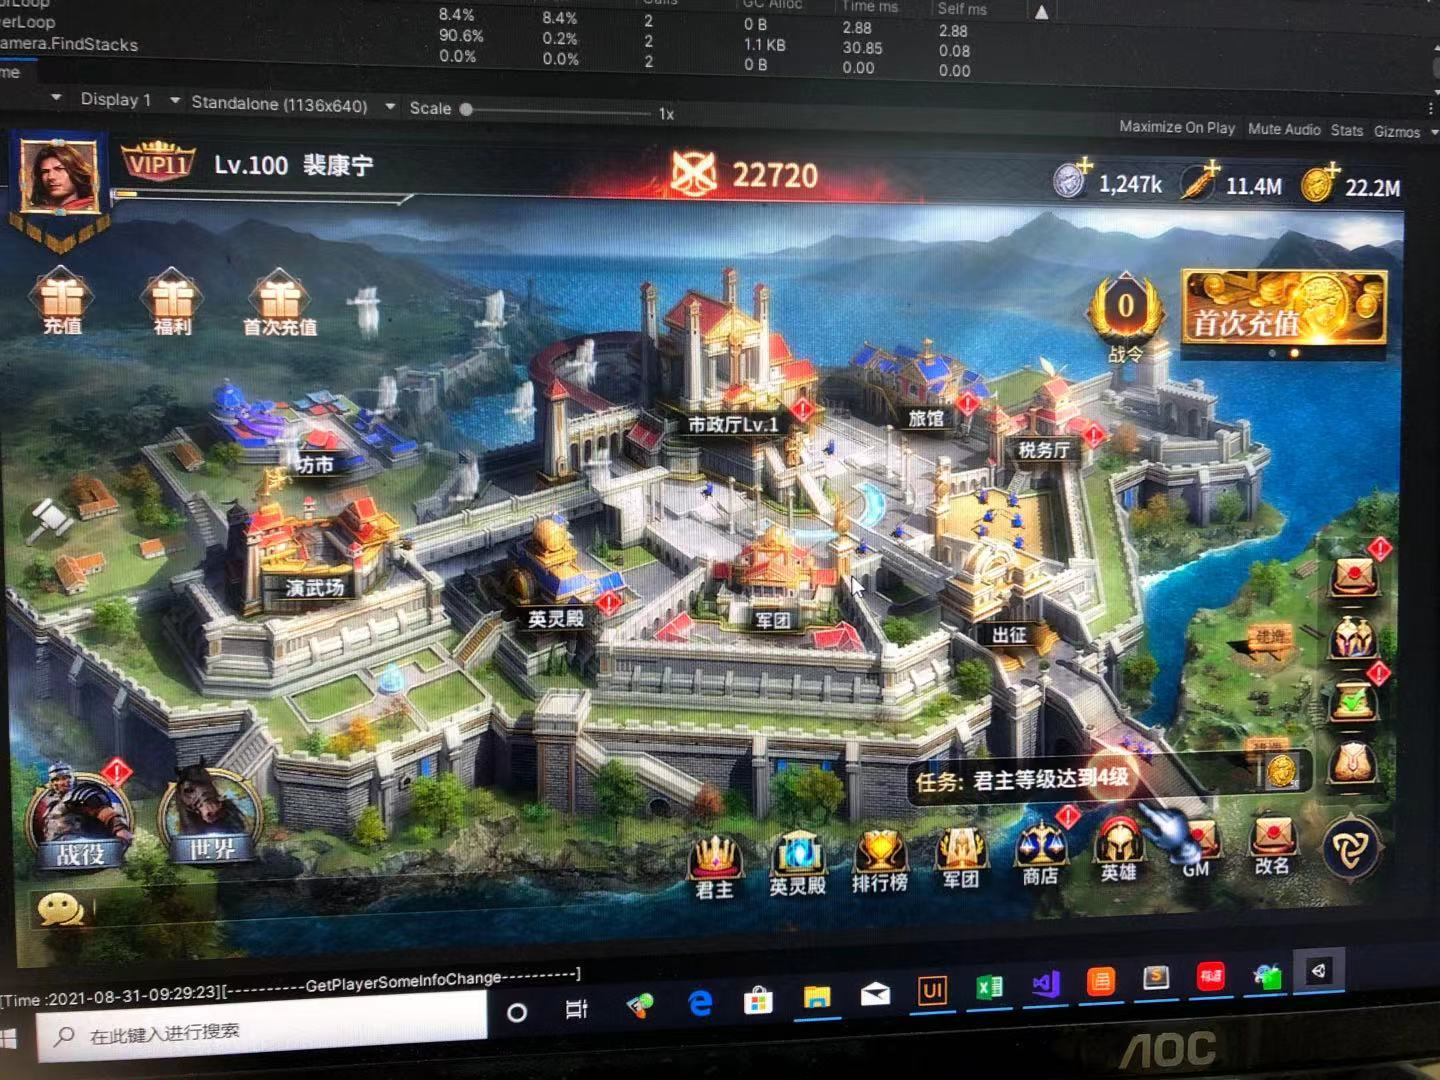 erLoop
8.4% 8.4% 2 0 B 2.88 2.88
amera.FindStacks 90.6% 0.2% 2 1.1 KB 30.85 0.08
0.0% 0.0% 2 0 B 0.00 0.00
GC Alloc Time ms Self ms
me
Display 1 Standalone (1136x640) Scale 1x
Maximize On Play Mute Audio Stats Gizmos
VIP11 Lv.100 裴康宁
22720
1,247k 11.4M 22.2M
充值 福利 首次充值
0
战令
首次充值
市政厅Lv.1
旅馆
税务厅
坊市
演武场
英灵殿
军团
出征
建造
任务: 君主等级达到4级
战役 世界
君主 英灵殿 排行榜 军团 商店 英雄 GM 改名
[Time :2021-08-31-09:29:23][----------GetPlayerSomeInfoChange----------]
在此键入进行搜索
UI
AOC